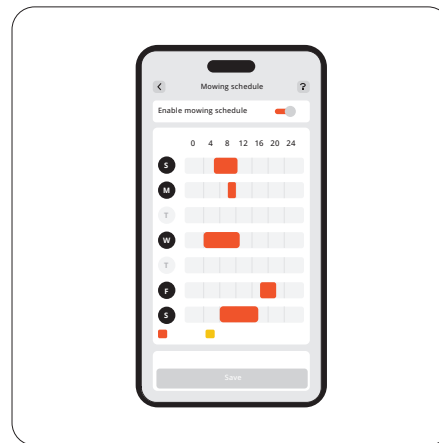 Mowing schedule ?
Enable mowing schedule
0 4 8 12 16 20 24
S
M
T
W
T
F
S
Save